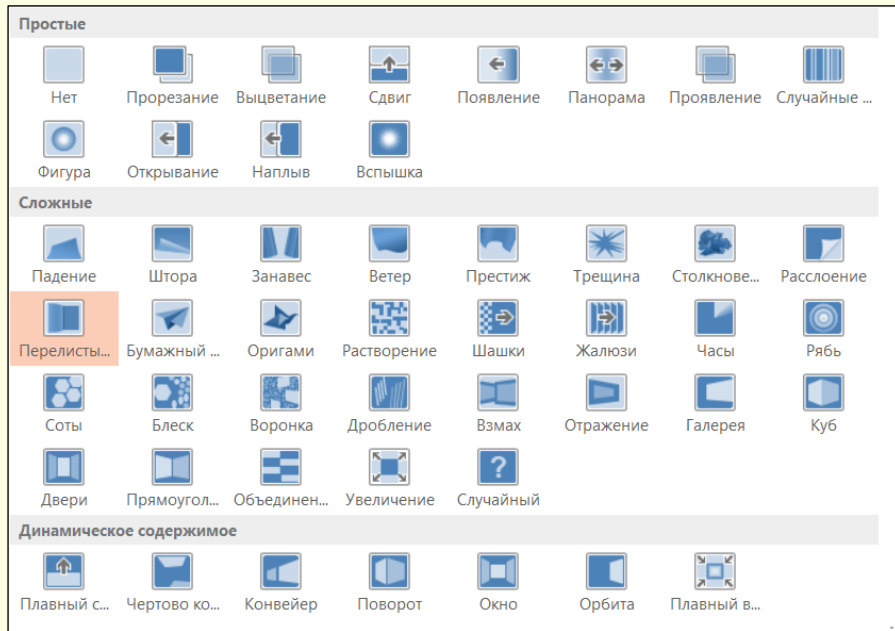 Простые
Нет Прорезание Выцветание Сдвиг Появление Панорама Проявление Случайные ...
Фигура Открывание Наплыв Вспышка
Сложные
Падение Штора Занавес Ветер Престиж Трещина Столкнове... Расслоение
Перелисты... Бумажный ... Оригами Растворение Шашки Жалюзи Часы Рябь
Соты Блеск Воронка Дробление Взмах Отражение Галерея Куб
Двери Прямоугол... Объединен... Увеличение Случайный
Динамическое содержимое
Плавный с... Чертово ко... Конвейер Поворот Окно Орбита Плавный в...